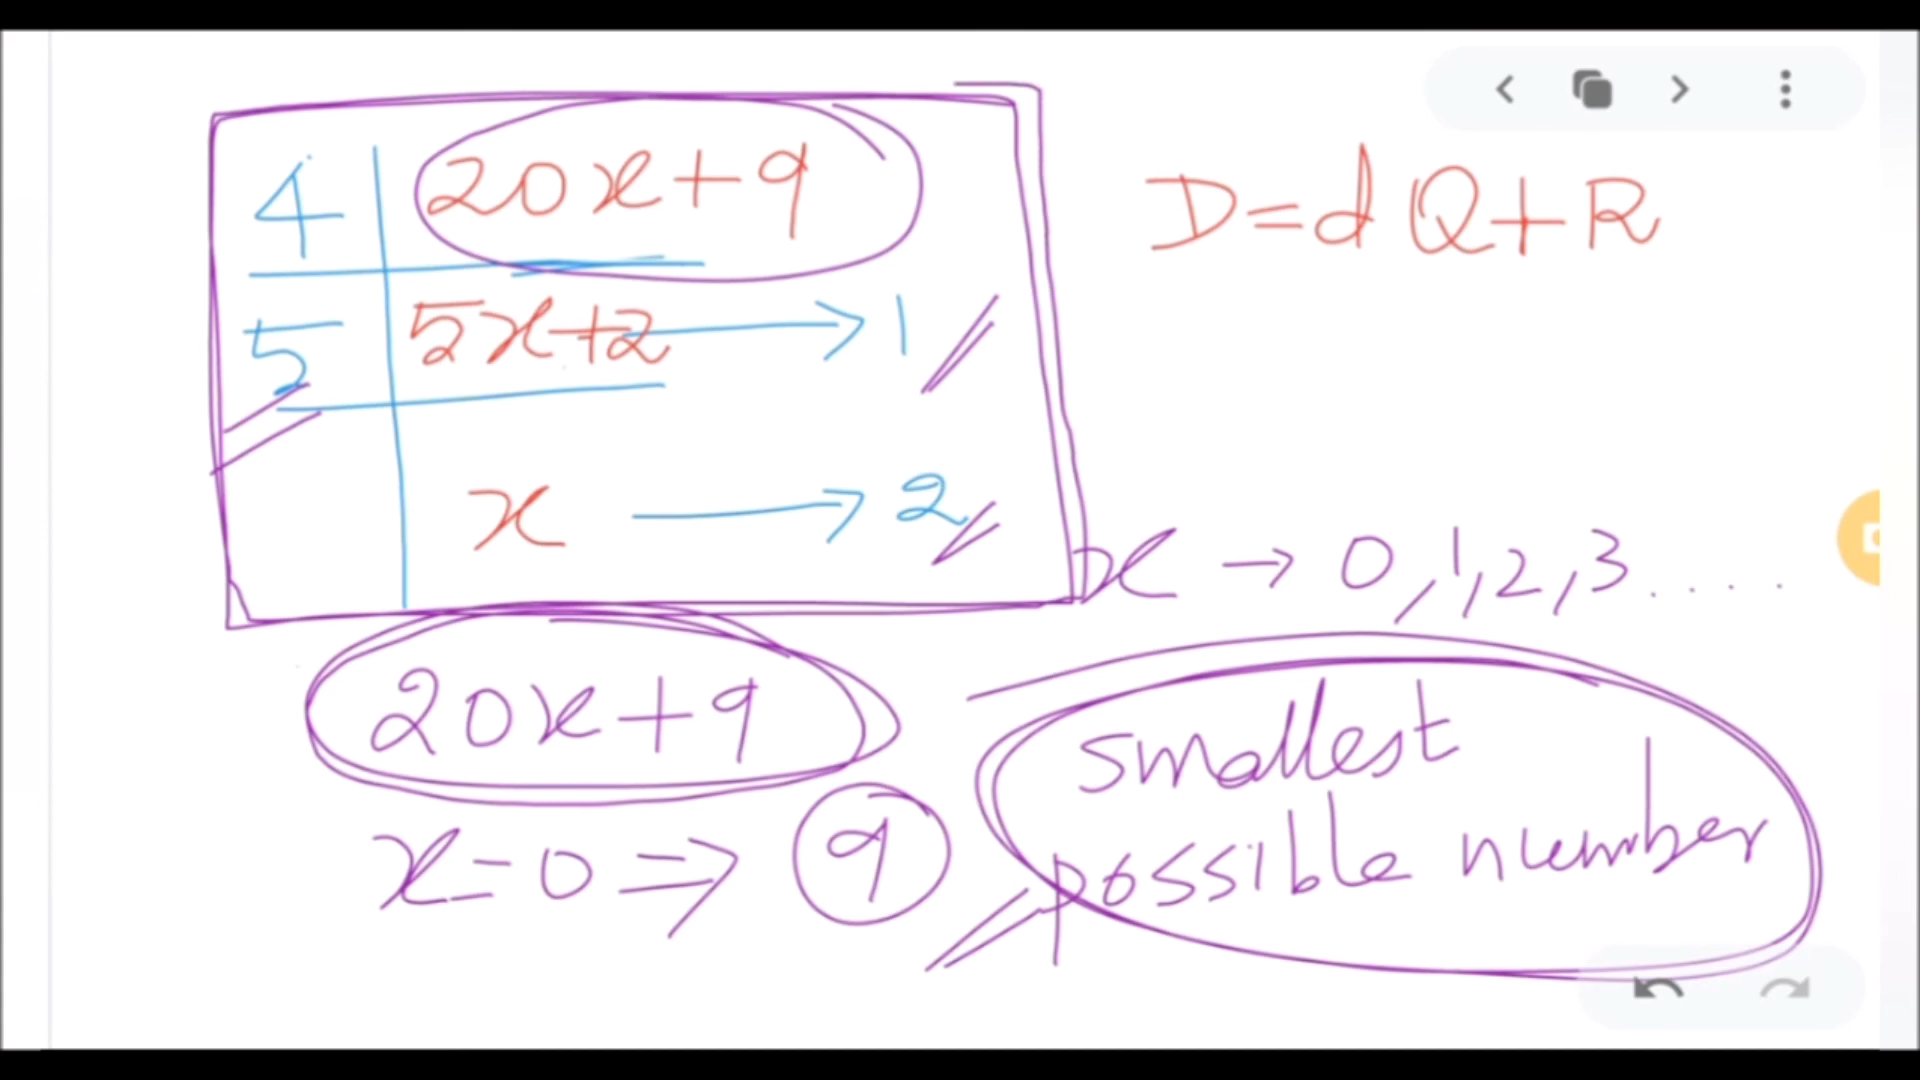 4 20x+9
D=dQ+R
5 5x+2 → 1
x → 2
x → 0,1,2,3.....
20x+9
smallest
possible number
x=0 ⇒ 9